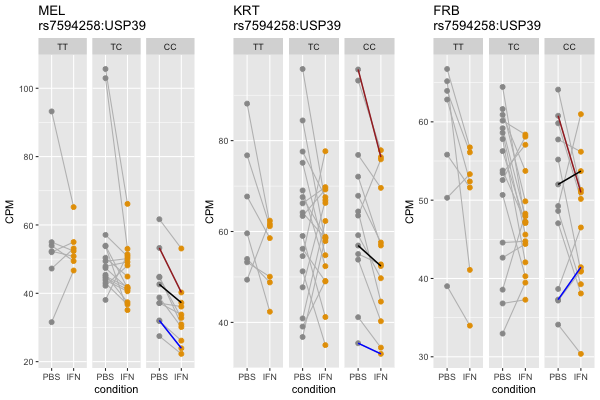 MEL
rs7594258:USP39
TT TC CC
CPM
100
80
60
40
20
PBS IFN PBS IFN PBS IFN
condition
KRT
rs7594258:USP39
TT TC CC
CPM
80
60
40
PBS IFN PBS IFN PBS IFN
condition
FRB
rs7594258:USP39
TT TC CC
CPM
60
50
40
30
PBS IFN PBS IFN PBS IFN
condition